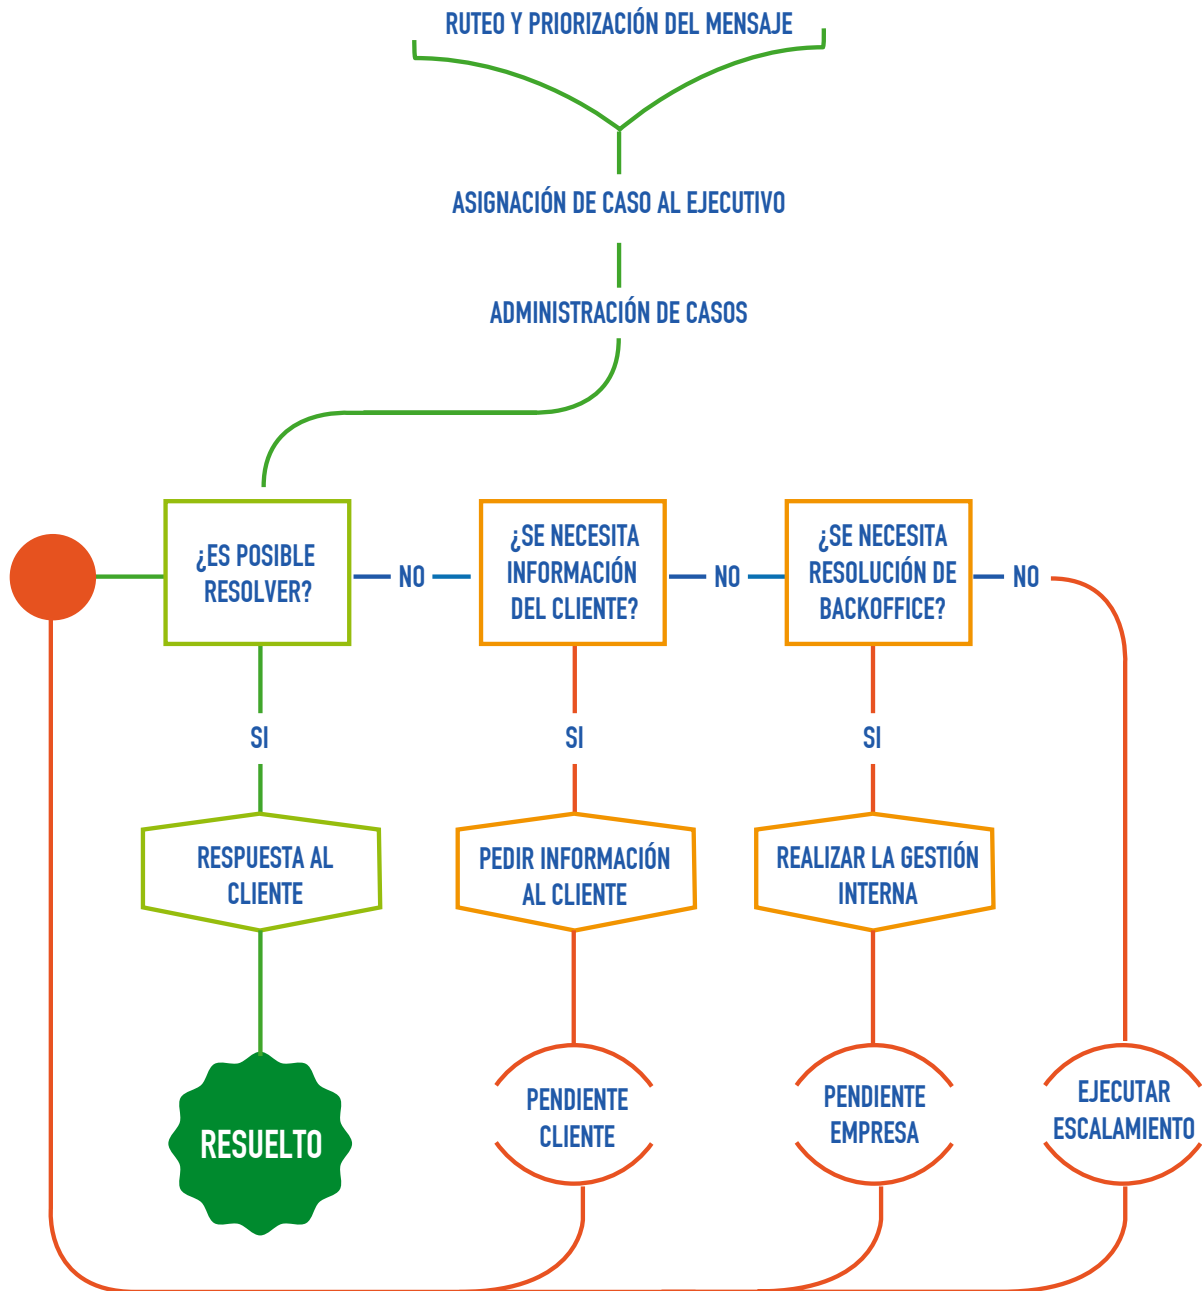 RUTEO Y PRIORIZACIÓN DEL MENSAJE
ASIGNACIÓN DE CASO AL EJECUTIVO
ADMINISTRACIÓN DE CASOS
¿ES POSIBLE
RESOLVER?
NO
¿SE NECESITA
INFORMACIÓN
DEL CLIENTE?
NO
¿SE NECESITA
RESOLUCIÓN DE
BACKOFFICE?
NO
SI
SI
SI
RESPUESTA AL
CLIENTE
PEDIR INFORMACIÓN
AL CLIENTE
REALIZAR LA GESTIÓN
INTERNA
RESUELTO
PENDIENTE
CLIENTE
PENDIENTE
EMPRESA
EJECUTAR
ESCALAMIENTO